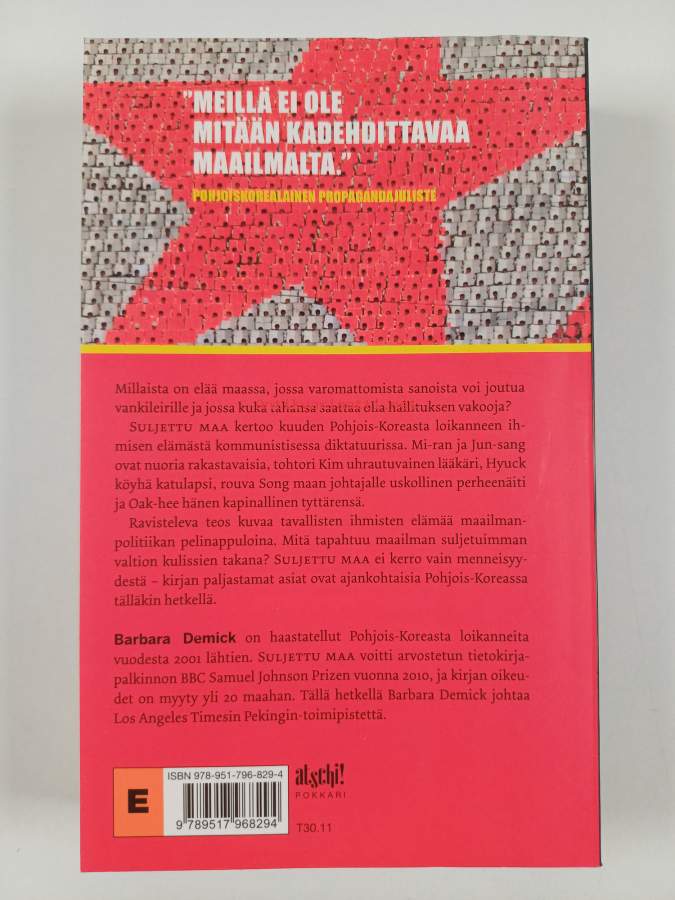 "MEILLÄ EI OLE
MITÄÄN KADEHDITTAVAA
MAAILMALTA."
POHJOISKOREALAINEN PROPAGANDAJULISTE
Millaista on elää maassa, jossa varomattomista sanoista voi joutua
vankileirille ja jossa kuka tahansa saattaa olla hallituksen vakooja?
SULJETTU MAA kertoo kuuden Pohjois-Koreasta loikanneen ih-
misen elämästä kommunistisessa diktatuurissa. Mi-ran ja Jun-sang
ovat nuoria rakastavaisia, tohtori Kim uhrautuvainen lääkäri, Hyuck
köyhä katulapsi, rouva Song maan johtajalle uskollinen perheenäiti
ja Oak-hee hänen kapinallinen tyttärensä.
Ravisteleva teos kuvaa tavallisten ihmisten elämää maailman-
politiikan pelinappuloina. Mitä tapahtuu maailman suljetuimman
valtion kulissien takana? SULJETTU MAA ei kerro vain menneisyy-
destä – kirjan paljastamat asiat ovat ajankohtaisia Pohjois-Koreassa
tälläkin hetkellä.
Barbara Demick on haastatellut Pohjois-Koreasta loikanneita
vuodesta 2001 lähtien. SULJETTU MAA voitti arvostetun tietokirja-
palkinnon BBC Samuel Johnson Prizen vuonna 2010, ja kirjan oikeu-
det on myyty yli 20 maahan. Tällä hetkellä Barbara Demick johtaa
Los Angeles Timesin Pekingin-toimipistettä.
E
ISBN 978-951-796-829-4
9 789517 968294
atschi!
POKKARI
T30.11